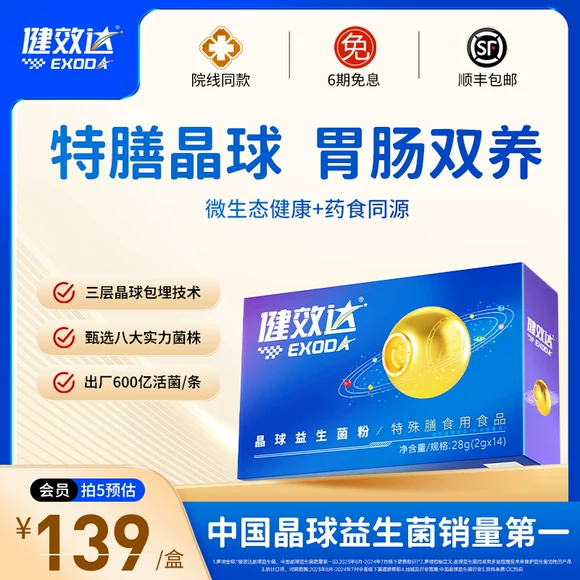 健效达®
EXODA
院线同款
免
6期免息
SF
顺丰包邮
特膳晶球 胃肠双养
微生态健康+药食同源
三层晶球包埋技术
甄选八大实力菌株
出厂600亿活菌/条
健效达®
EXODA
晶球益生菌粉/特殊膳食用食品
净含量/规格:28g(2gx14)
会员 拍5预估
¥139/盒
中国晶球益生菌销量第一